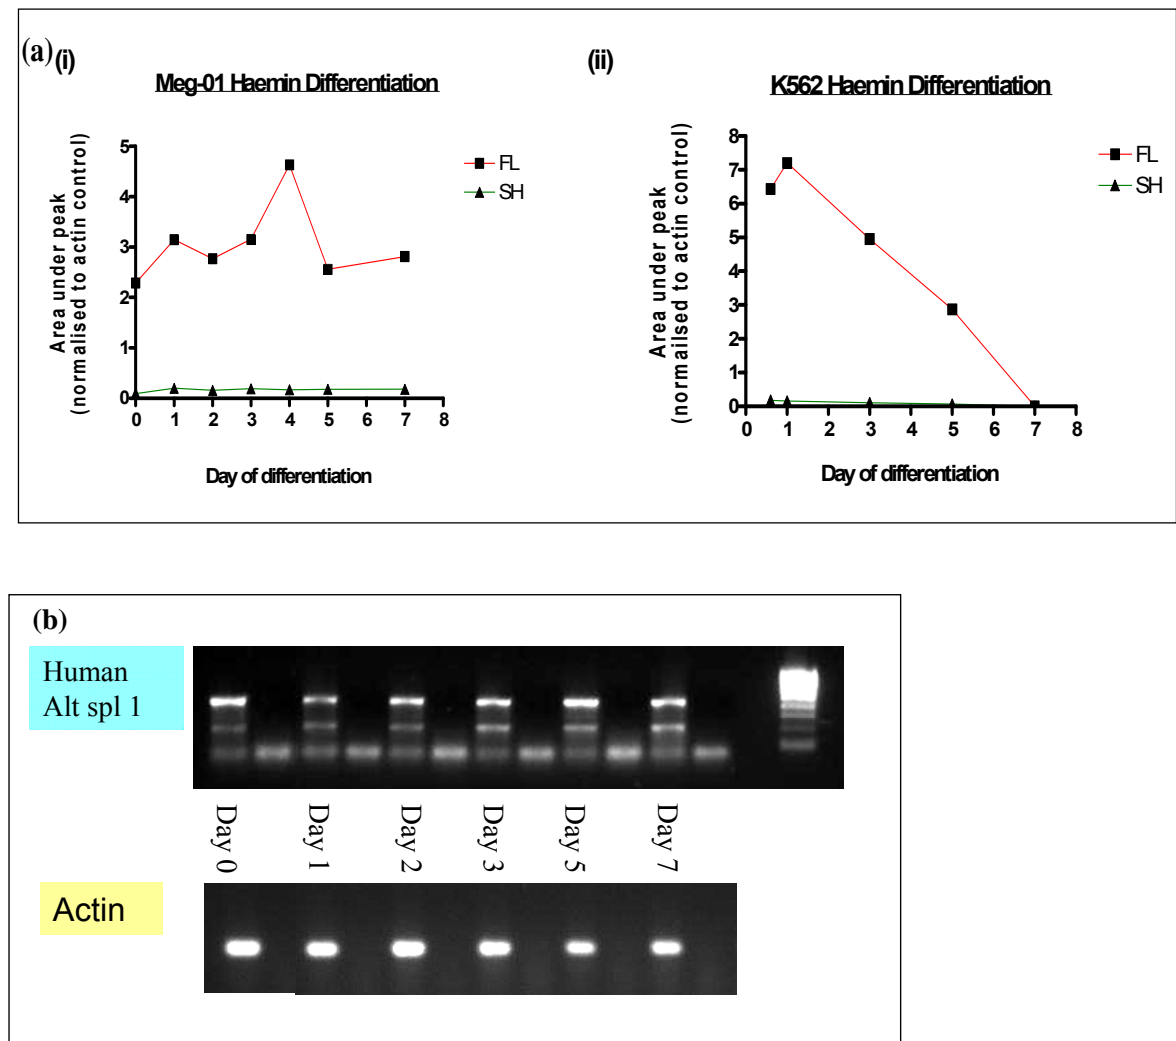 (a)
(i)
Meg-01 Haemin Differentiation
5
4
3
2
1
0
0 1 2 3 4 5 6 7 8
Area under peak
(normalised to actin control)
Day of differentiation
FL
SH
(ii)
K562 Haemin Differentiation
8
7
6
5
4
3
2
1
0
0 1 2 3 4 5 6 7 8
Area under peak
(normailsed to actin control)
Day of differentiation
FL
SH
(b)
Human
Alt spl 1
Day 0
Day 1
Day 2
Day 3
Day 5
Day 7
Actin